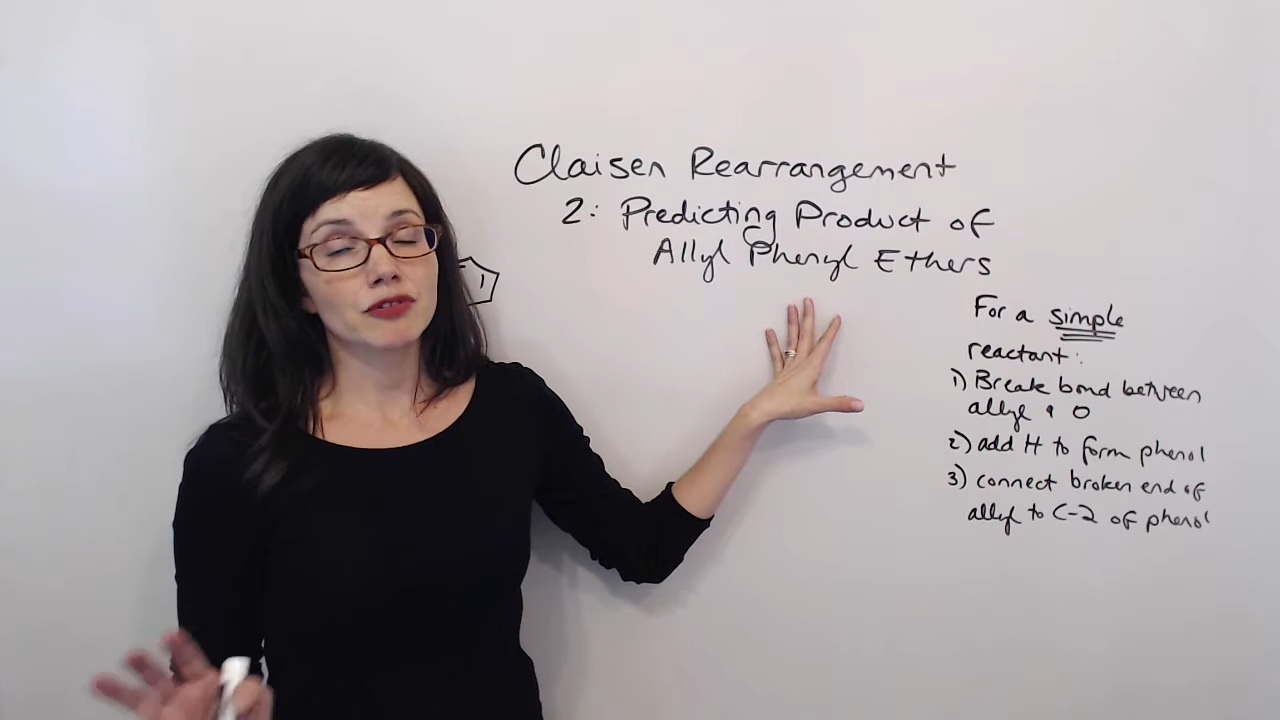 Claisen Rearrangement
2: Predicting Product of
Allyl Phenyl Ethers
For a simple
reactant:
1) Break bond between
allyl & O
2) add H to form phenol
3) connect broken end of
allyl to C-2 of phenol